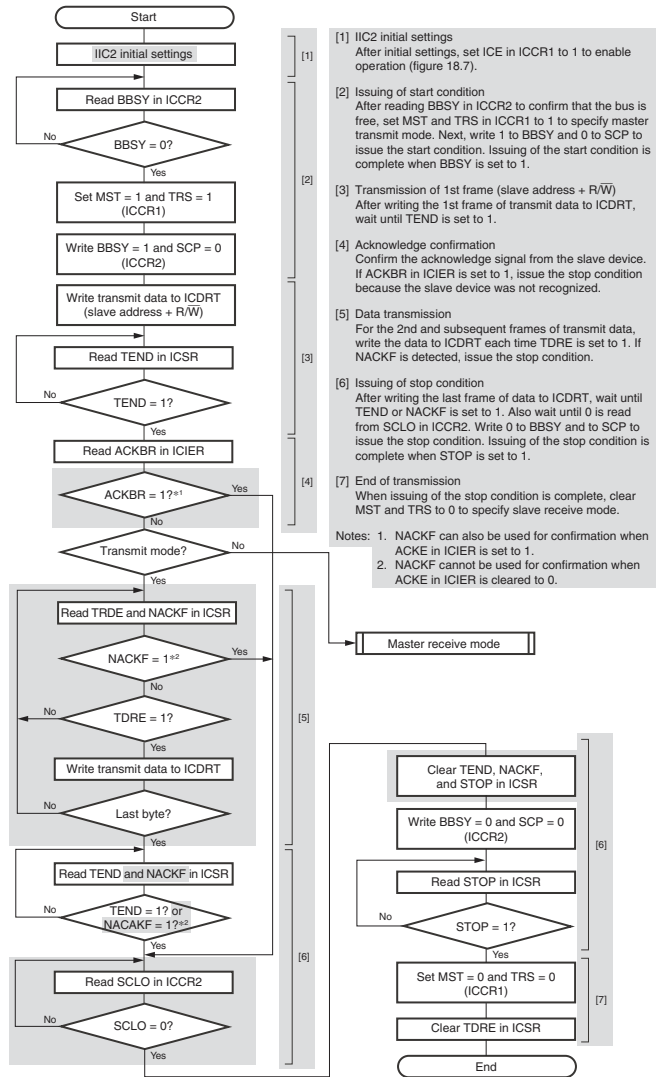 Start
IIC2 initial settings
[1]
Read BBSY in ICCR2
BBSY = 0?
No
Yes
Set MST = 1 and TRS = 1
(ICCR1)
[2]
Write BBSY = 1 and SCP = 0
(ICCR2)
Write transmit data to ICDRT
(slave address + R/W)
Read TEND in ICSR
[3]
TEND = 1?
No
Yes
Read ACKBR in ICIER
[4]
ACKBR = 1?*1
Yes
No
Transmit mode?
No
Yes
Read TRDE and NACKF in ICSR
NACKF = 1*2
Yes
No
TDRE = 1?
No
[5]
Yes
Write transmit data to ICDRT
Last byte?
No
Yes
Read TEND and NACKF in ICSR
TEND = 1? or
NACAKF = 1?*2
No
Yes
[6]
Read SCLO in ICCR2
SCLO = 0?
No
Yes
[1] IIC2 initial settings
After initial settings, set ICE in ICCR1 to 1 to enable
operation (figure 18.7).
[2] Issuing of start condition
After reading BBSY in ICCR2 to confirm that the bus is
free, set MST and TRS in ICCR1 to 1 to specify master
transmit mode. Next, write 1 to BBSY and 0 to SCP to
issue the start condition. Issuing of the start condition is
complete when BBSY is set to 1.
[3] Transmission of 1st frame (slave address + R/W)
After writing the 1st frame of transmit data to ICDRT,
wait until TEND is set to 1.
[4] Acknowledge confirmation
Confirm the acknowledge signal from the slave device.
If ACKBR in ICIER is set to 1, issue the stop condition
because the slave device was not recognized.
[5] Data transmission
For the 2nd and subsequent frames of transmit data,
write the data to ICDRT each time TDRE is set to 1. If
NACKF is detected, issue the stop condition.
[6] Issuing of stop condition
After writing the last frame of data to ICDRT, wait until
TEND or NACKF is set to 1. Also wait until 0 is read
from SCLO in ICCR2. Write 0 to BBSY and to SCP to
issue the stop condition. Issuing of the stop condition is
complete when STOP is set to 1.
[7] End of transmission
When issuing of the stop condition is complete, clear
MST and TRS to 0 to specify slave receive mode.
Notes: 1. NACKF can also be used for confirmation when
ACKE in ICIER is set to 1.
2. NACKF cannot be used for confirmation when
ACKE in ICIER is cleared to 0.
Master receive mode
Clear TEND, NACKF,
and STOP in ICSR
Write BBSY = 0 and SCP = 0
(ICCR2)
[6]
Read STOP in ICSR
STOP = 1?
No
Yes
Set MST = 0 and TRS = 0
(ICCR1)
[7]
Clear TDRE in ICSR
End